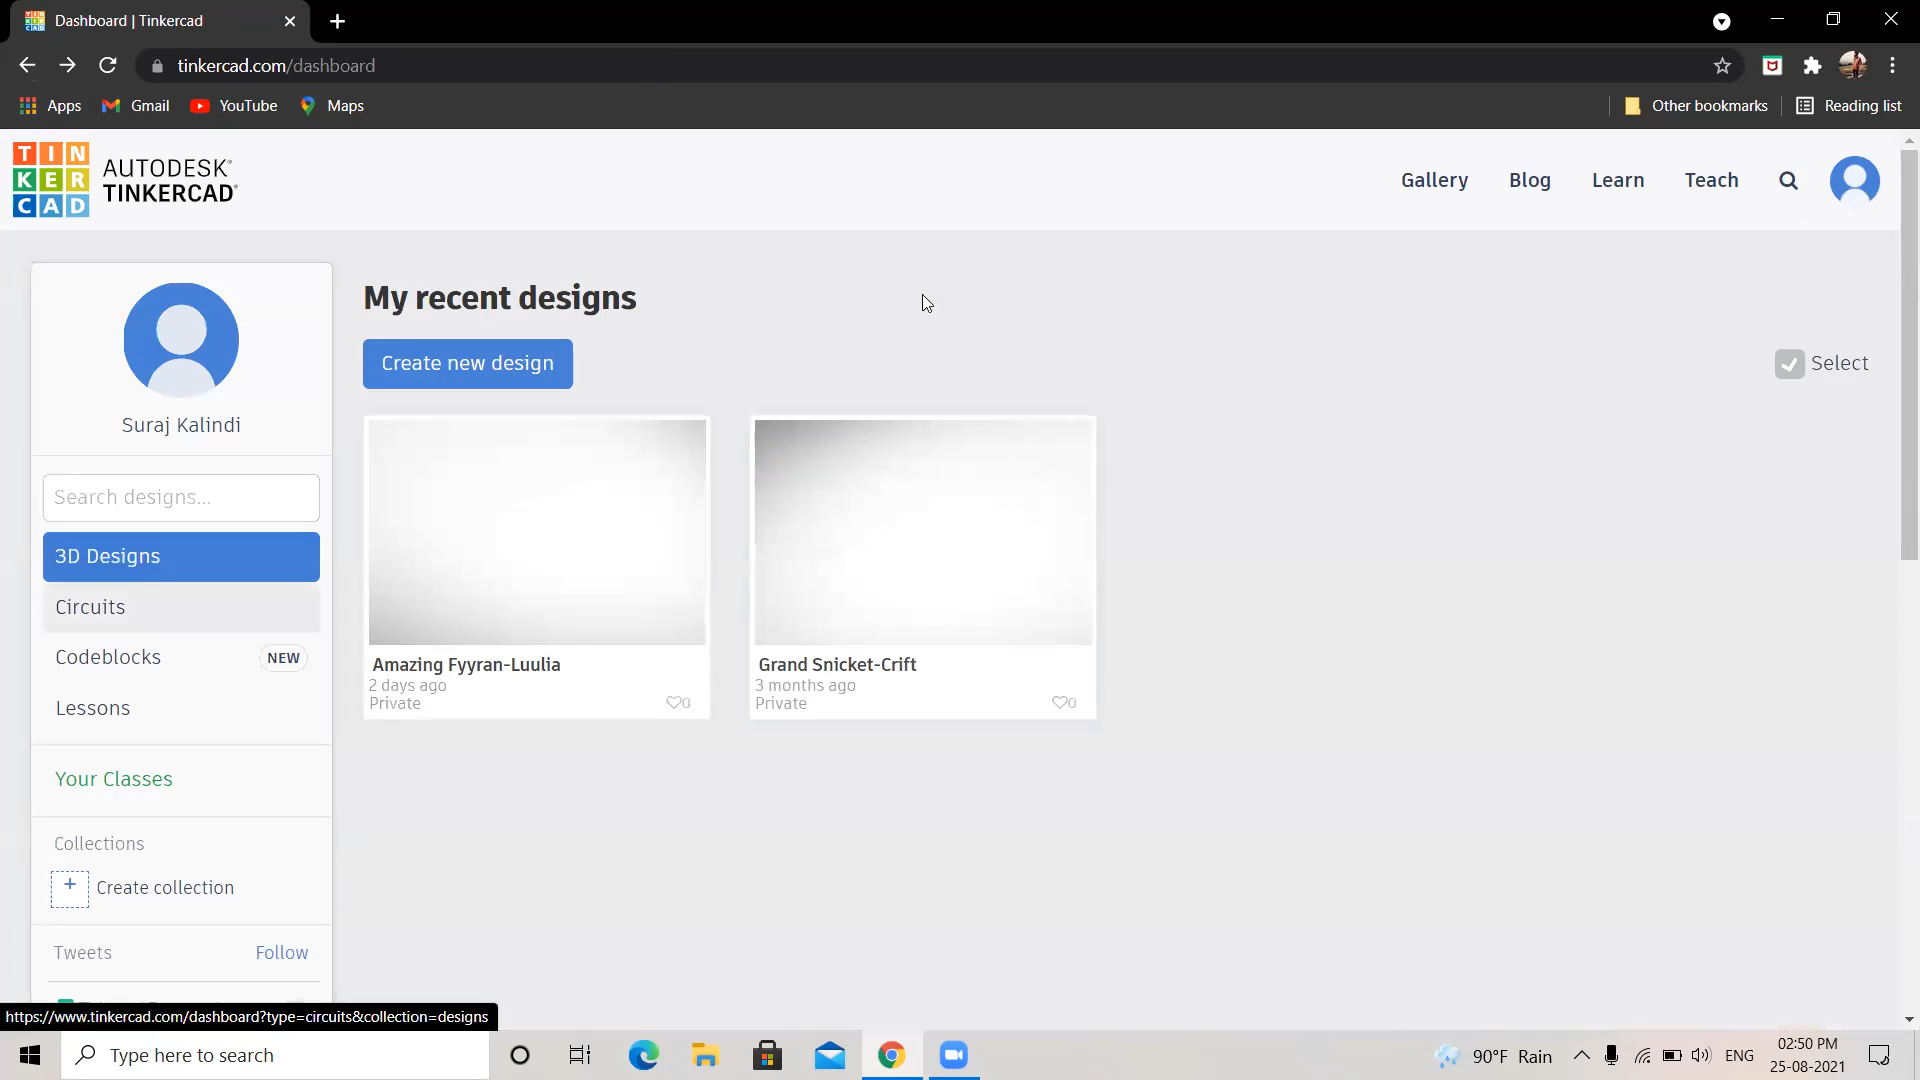 Dashboard | Tinkercad
tinkercad.com/dashboard
Apps
Gmail
YouTube
Maps
Other bookmarks
Reading list
TIN
KER
CAD
AUTODESK
TINKERCAD
Gallery
Blog
Learn
Teach
Suraj Kalindi
Search designs...
3D Designs
Circuits
Codeblocks NEW
Lessons
Your Classes
Collections
+ Create collection
Tweets Follow
My recent designs
Create new design
Select
Amazing Fyyran-Luulia
2 days ago
Private
0
Grand Snicket-Crift
3 months ago
Private
0
https://www.tinkercad.com/dashboard?type=circuits&collection=designs
Type here to search
90°F Rain
ENG
02:50 PM
25-08-2021